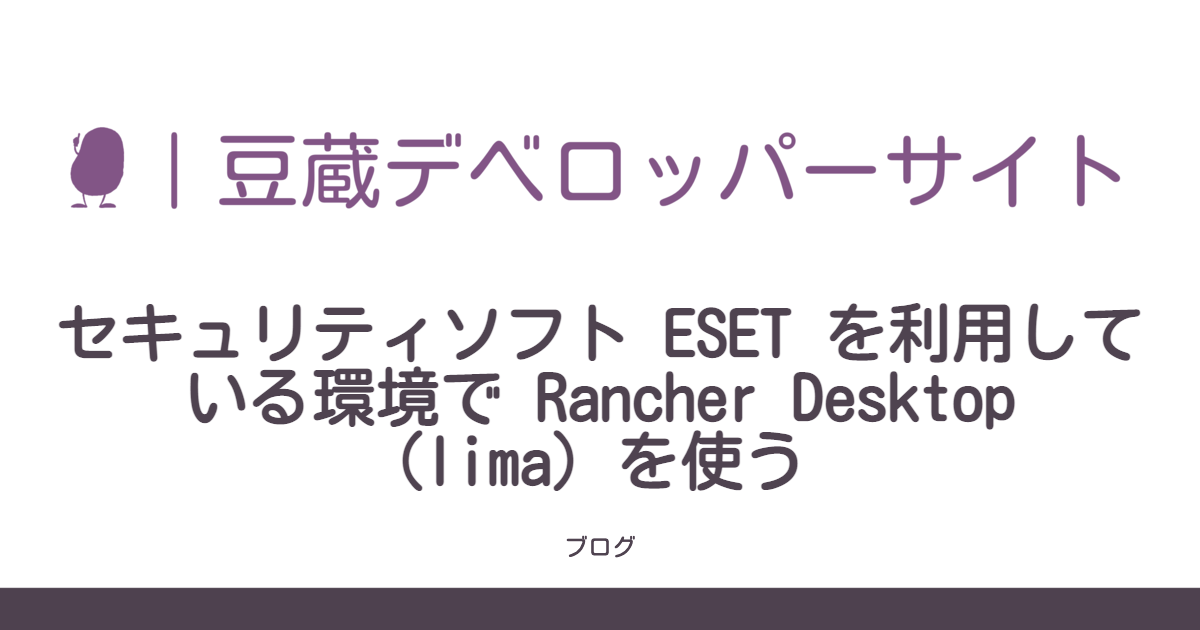 ｜豆蔵デベロッパーサイト
セキュリティソフト ESET を利用して
いる環境で Rancher Desktop
(lima) を使う
ブログ